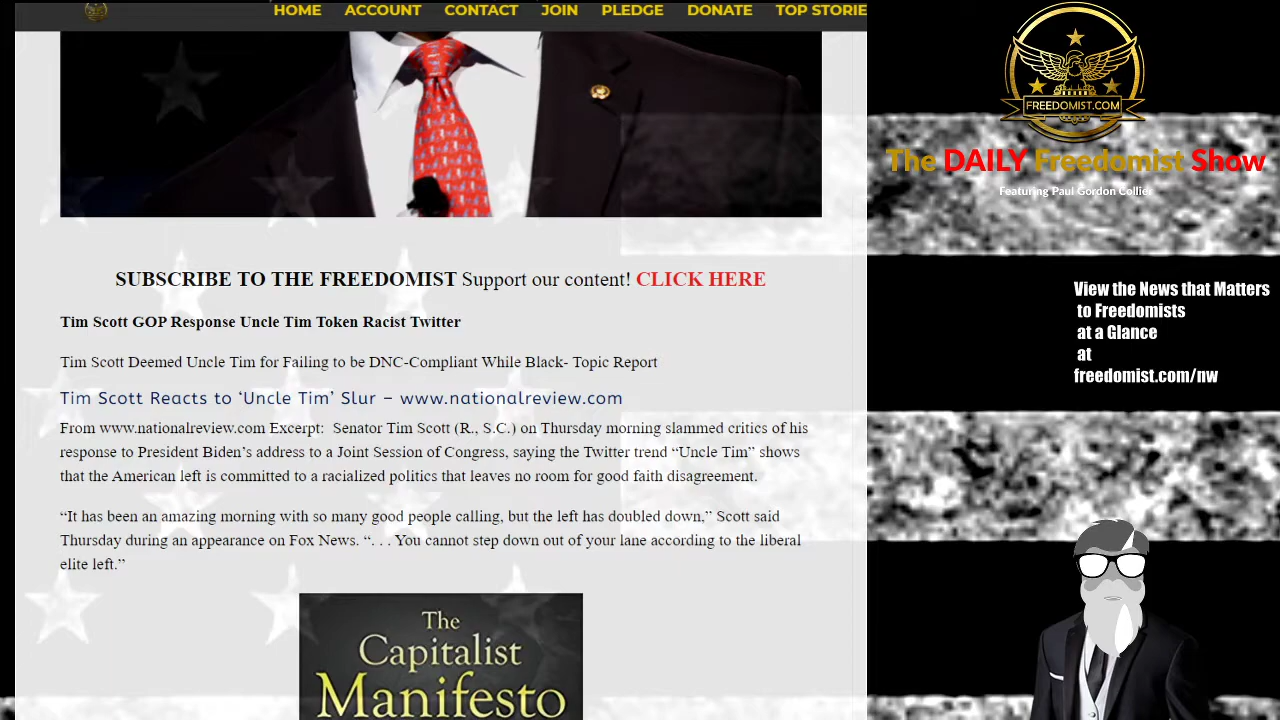 HOME ACCOUNT CONTACT JOIN PLEDGE DONATE TOP STORIE
SUBSCRIBE TO THE FREEDOMIST Support our content! CLICK HERE
Tim Scott GOP Response Uncle Tim Token Racist Twitter
Tim Scott Deemed Uncle Tim for Failing to be DNC-Compliant While Black- Topic Report
Tim Scott Reacts to ‘Uncle Tim’ Slur – www.nationalreview.com
From www.nationalreview.com Excerpt:  Senator Tim Scott (R., S.C.) on Thursday morning slammed critics of his
response to President Biden’s address to a Joint Session of Congress, saying the Twitter trend “Uncle Tim” shows
that the American left is committed to a racialized politics that leaves no room for good faith disagreement.
“It has been an amazing morning with so many good people calling, but the left has doubled down,” Scott said
Thursday during an appearance on Fox News. “. . . You cannot step down out of your lane according to the liberal
elite left.”
The
Capitalist
Manifesto
FREEDOMIST.COM
The DAILY Freedomist Show
Featuring Paul Gordon Collier
View the News that Matters
to Freedomists
at a Glance
at
freedomist.com/nw